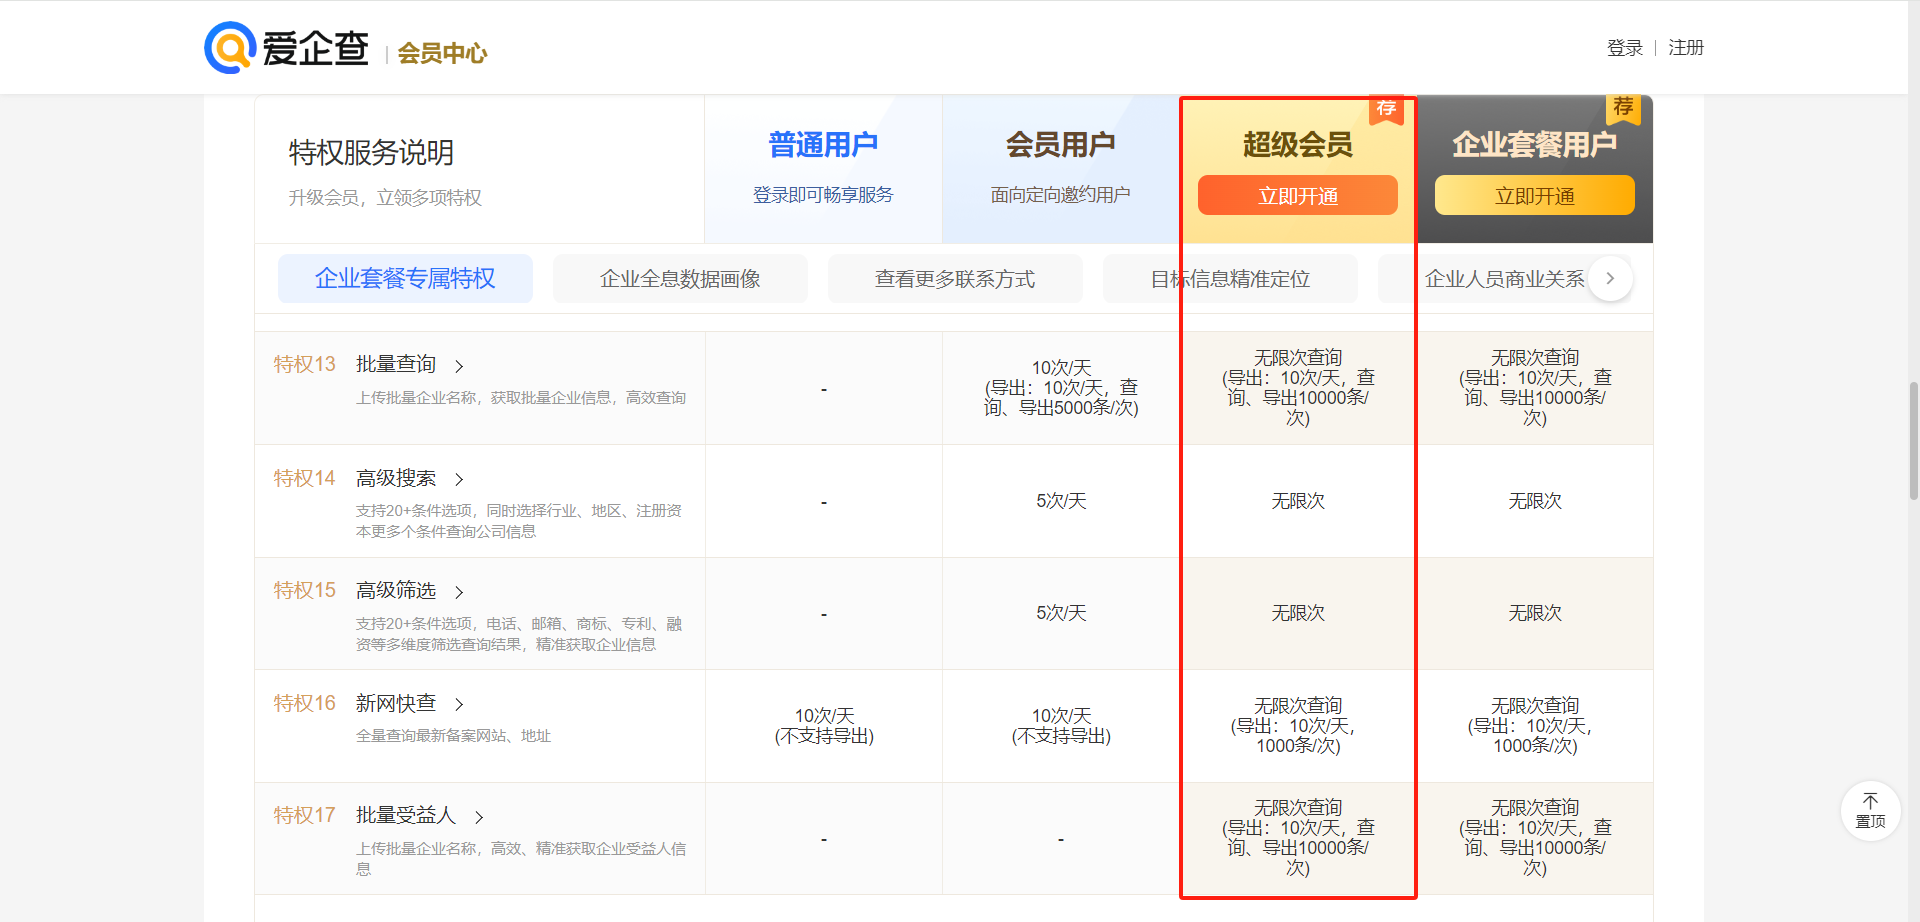 爱企查
会员中心
登录
注册
特权服务说明
升级会员，立领多项特权
普通用户
登录即可畅享服务
会员用户
面向定向邀约用户
荐
超级会员
立即开通
荐
企业套餐用户
立即开通
企业套餐专属特权
企业全息数据画像
查看更多联系方式
目标信息精准定位
企业人员商业关系
特权13
批量查询
上传批量企业名称，获取批量企业信息，高效查询
-
10次/天
(导出：10次/天，查
询、导出5000条/次)
无限次查询
(导出：10次/天，查
询、导出10000条/
次)
无限次查询
(导出：10次/天，查
询、导出10000条/
次)
特权14
高级搜索
支持20+条件选项，同时选择行业、地区、注册资
本更多个条件查询公司信息
-
5次/天
无限次
无限次
特权15
高级筛选
支持20+条件选项，电话、邮箱、商标、专利、融
资等多维度筛选查询结果，精准获取企业信息
-
5次/天
无限次
无限次
特权16
新网快查
全量查询最新备案网站、地址
10次/天
(不支持导出)
10次/天
(不支持导出)
无限次查询
(导出：10次/天，
1000条/次)
无限次查询
(导出：10次/天，
1000条/次)
特权17
批量受益人
上传批量企业名称，高效、精准获取企业受益人信
息
-
-
无限次查询
(导出：10次/天，查
询、导出10000条/
次)
无限次查询
(导出：10次/天，查
询、导出10000条/
次)
置顶